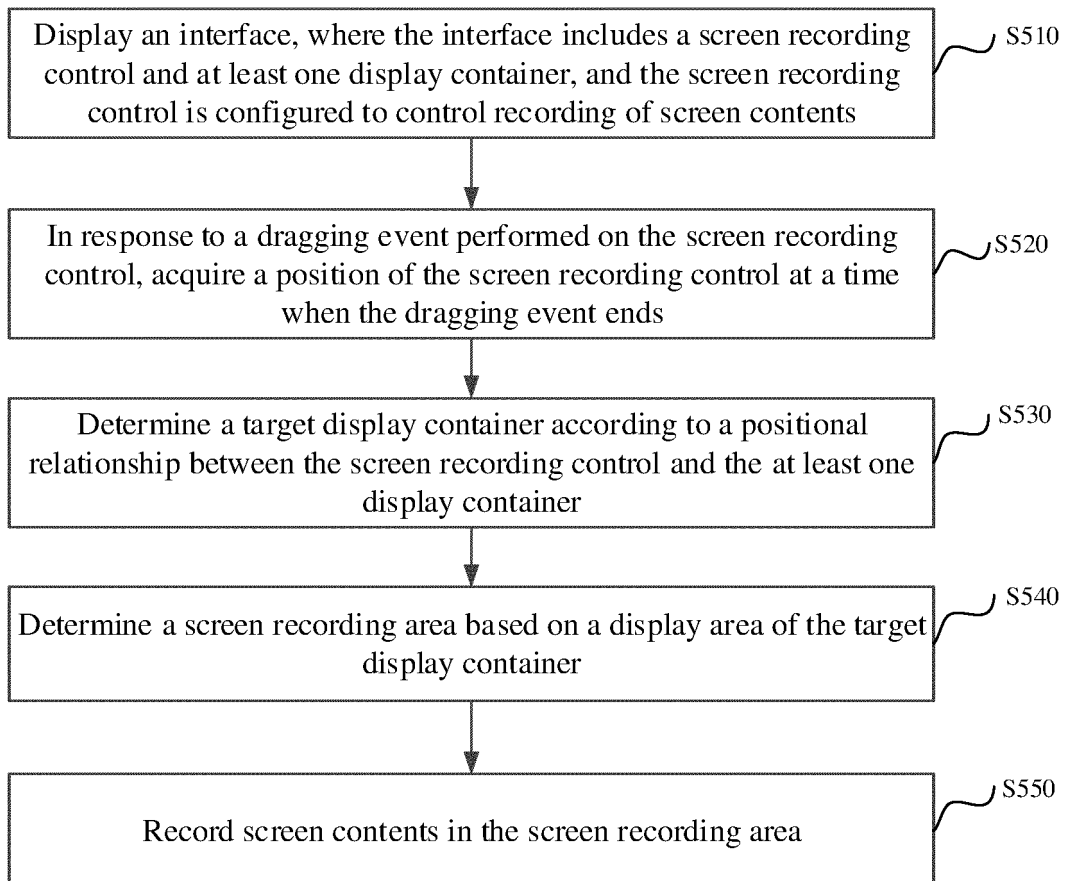 Display an interface, where the interface includes a screen recording
control and at least one display container, and the screen recording
control is configured to control recording of screen contents
S510
In response to a dragging event performed on the screen recording
control, acquire a position of the screen recording control at a time
when the dragging event ends
S520
Determine a target display container according to a positional
relationship between the screen recording control and the at least one
display container
S530
Determine a screen recording area based on a display area of the target
display container
S540
Record screen contents in the screen recording area
S550